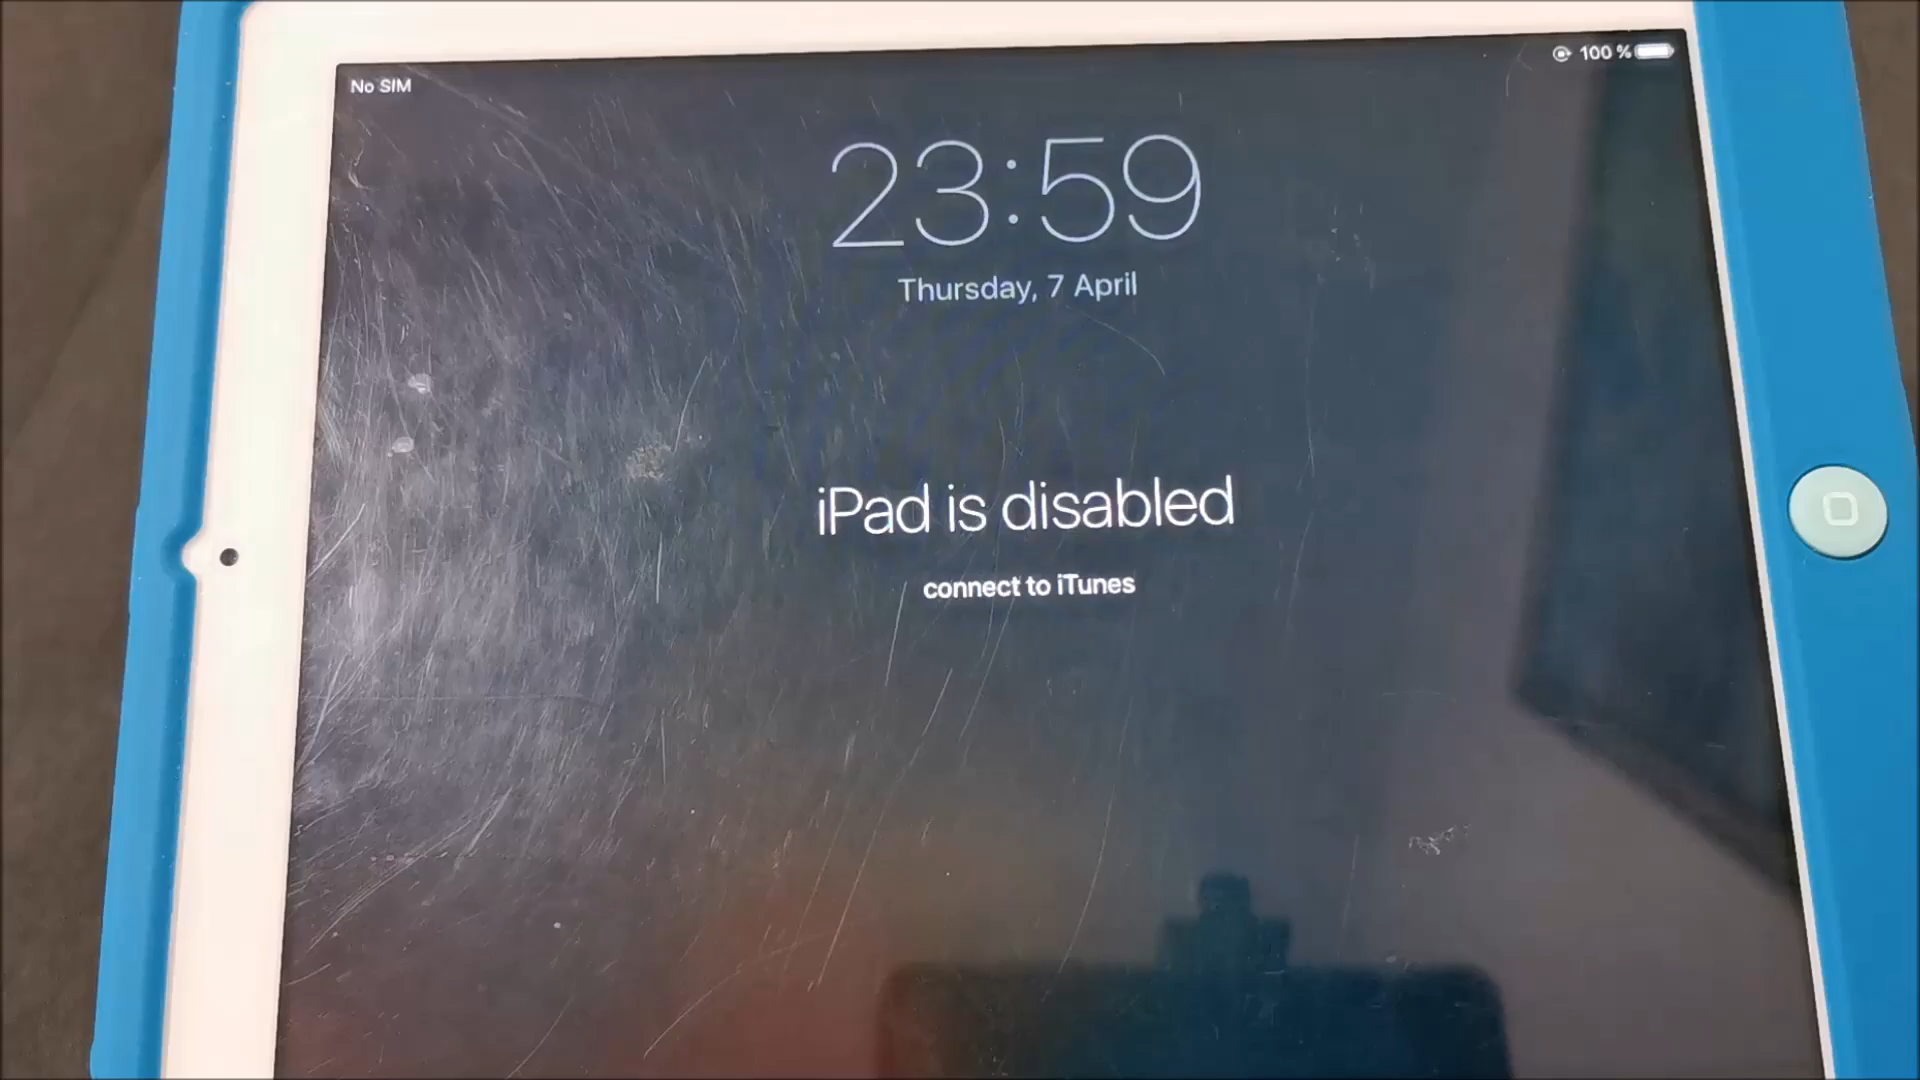 No SIM
100 %
23:59
Thursday, 7 April
iPad is disabled
connect to iTunes